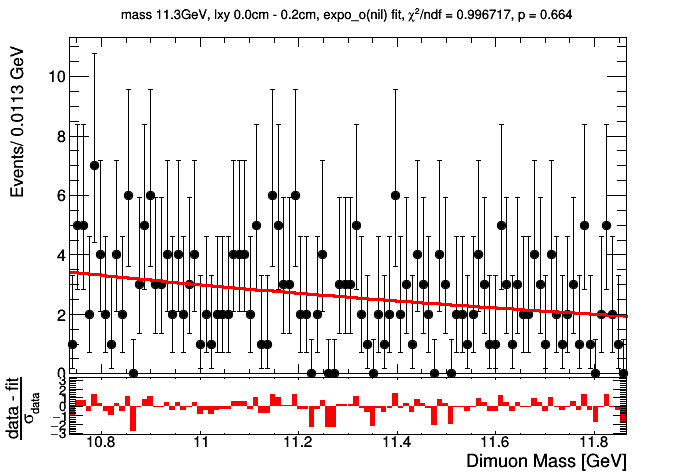 mass 11.3GeV, lxy 0.0cm - 0.2cm, expo_o(nil) fit, χ²/ndf = 0.996717, p = 0.664
Events/ 0.0113 GeV
10
8
6
4
2
0
data - fit
σdata
3
2
1
0
−1
−2
−3
10.8 11 11.2 11.4 11.6 11.8
Dimuon Mass [GeV]